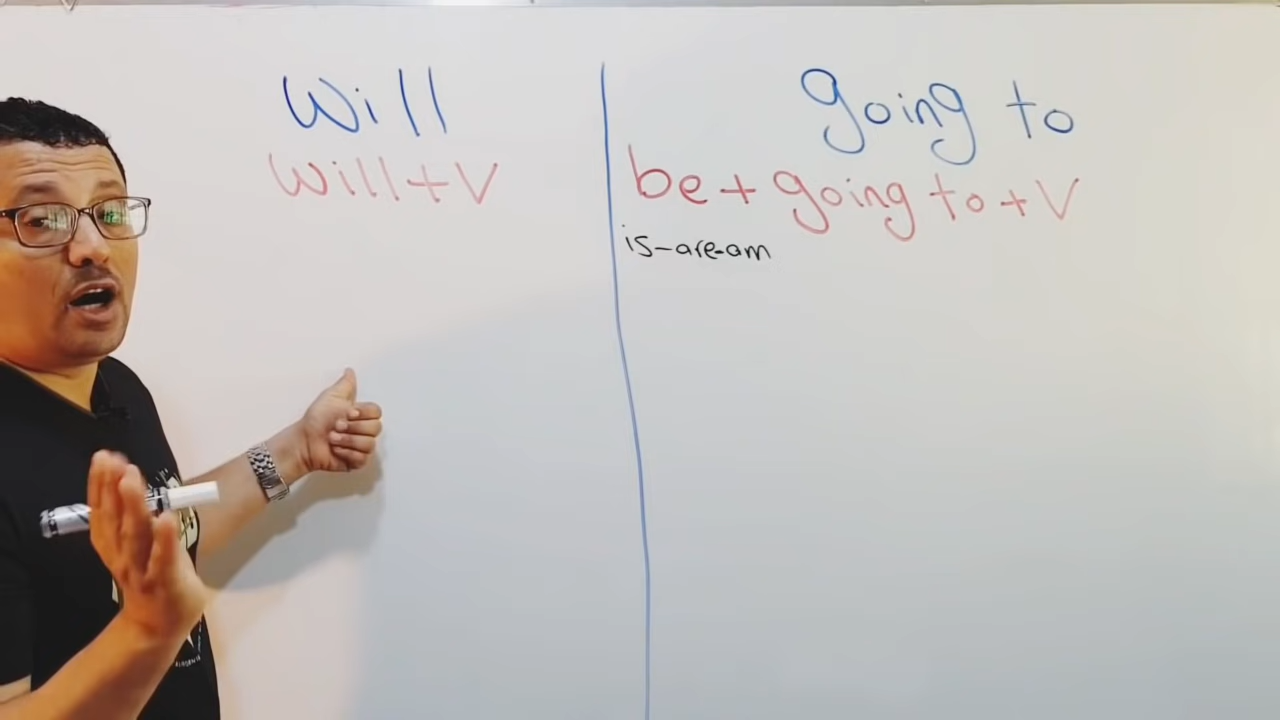 Will
Will+V
going to
be + going to + V
is-are-am